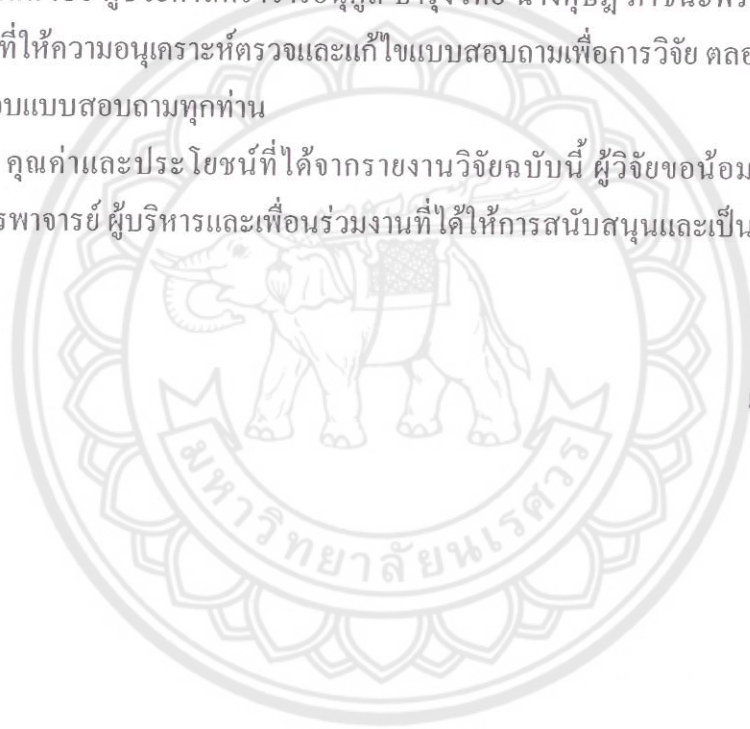 ที่ให้ความอนุเคราะห์ตรวจและแก้ไขแบบสอบถามเพื่อการวิจัย ตลอ
บแบบสอบถามทุกท่าน
คุณค่าและประโยชน์ที่ได้จากรายงานวิจัยฉบับนี้ ผู้วิจัยขอน้อม
รพาจารย์ ผู้บริหารและเพื่อนร่วมงานที่ได้ให้การสนับสนุนและเป็น
มหาวิทยาลัยนเรศวร